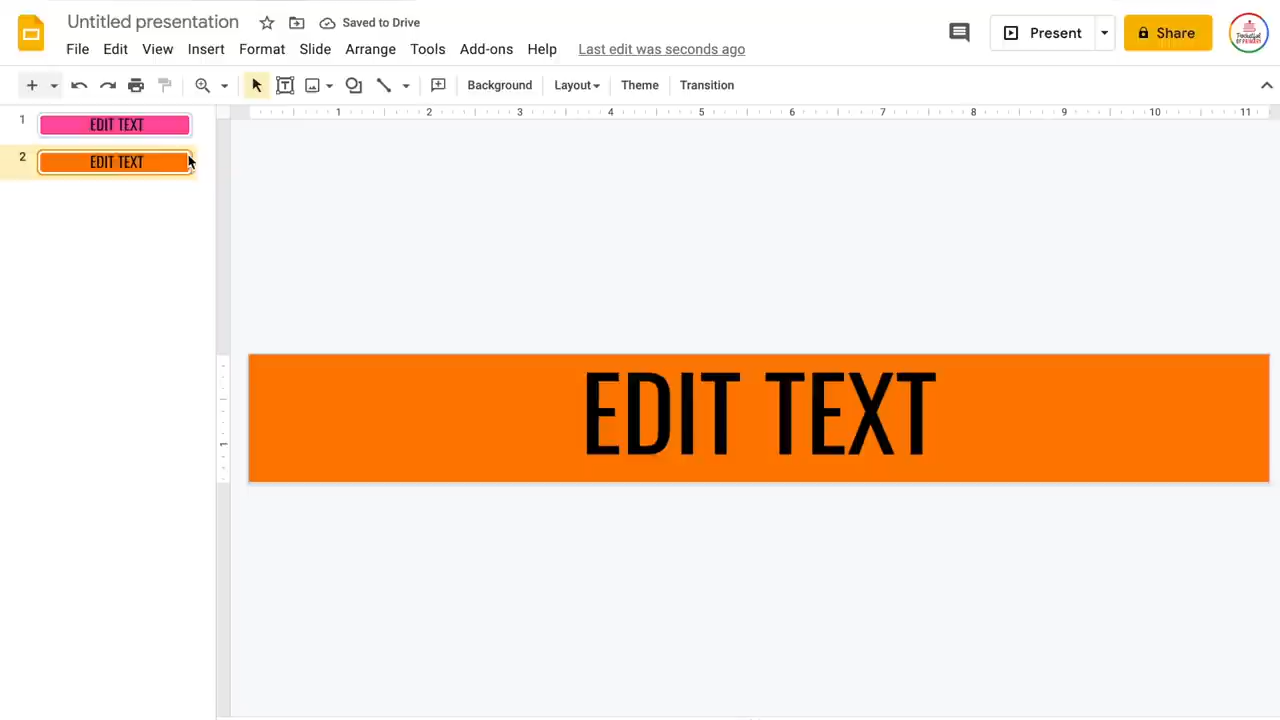 Untitled presentation
Saved to Drive
File Edit View Insert Format Slide Arrange Tools Add-ons Help Last edit was seconds ago
Present
Share
Background Layout Theme Transition
1 2 3 4 5 6 7 8 9 10 11
1 EDIT TEXT
2 EDIT TEXT
EDIT TEXT
1